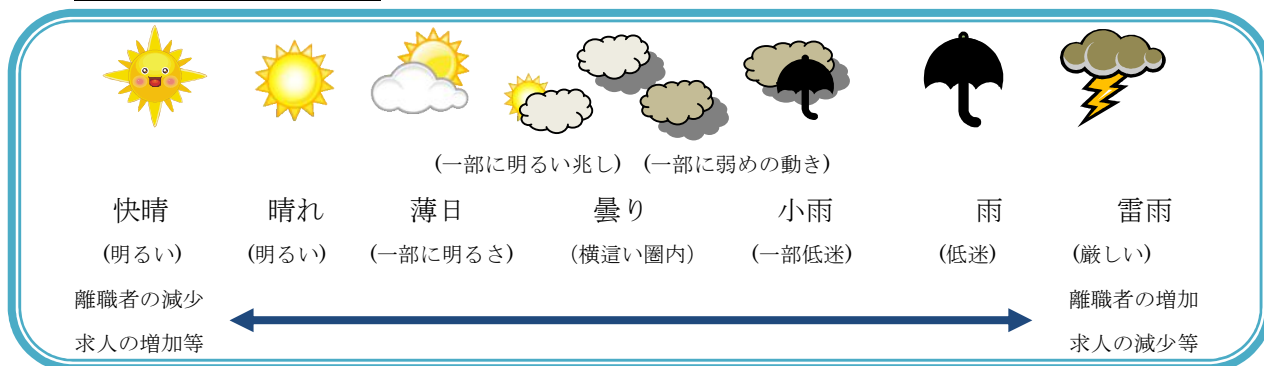 (一部に明るい兆し) (一部に弱めの動き)
快晴 晴れ 薄日 曇り 小雨 雨 雷雨
(明るい) (明るい) (一部に明るさ) (横這い圏内) (一部低迷) (低迷) (厳しい)
離職者の減少 離職者の増加
求人の増加等 求人の減少等